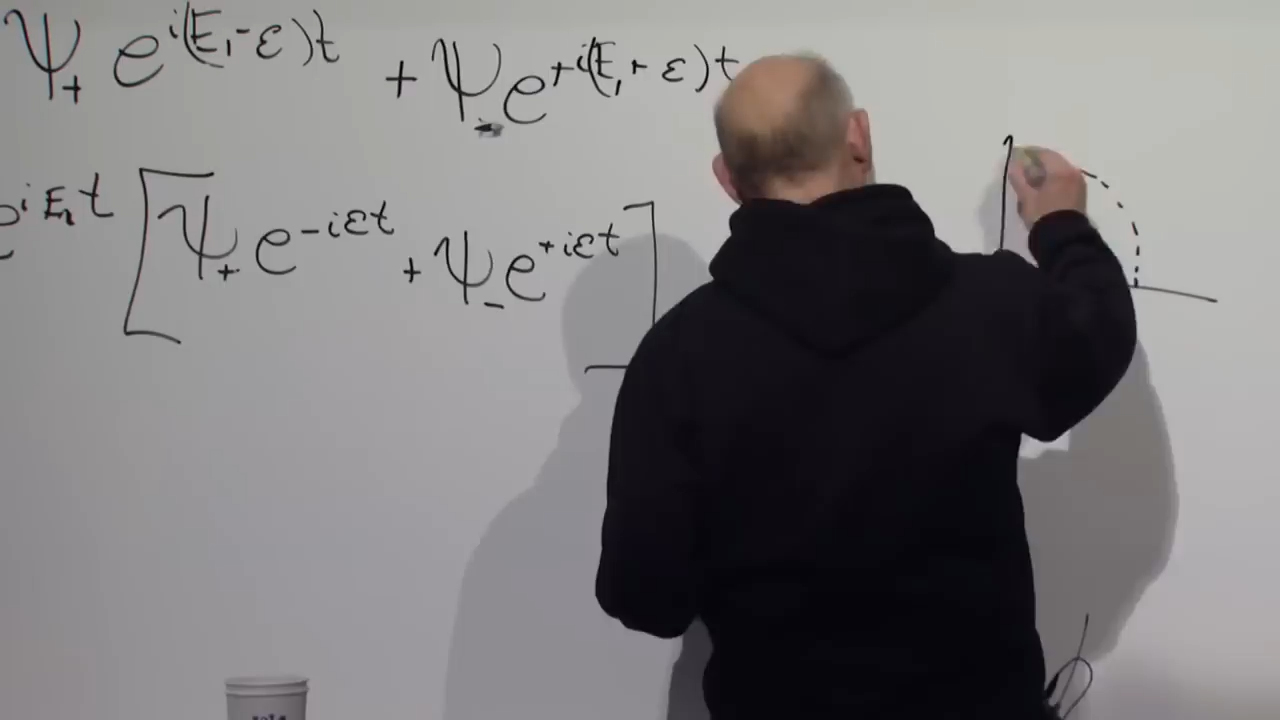 Ψ₊ e^{i(E₁-ε)t} + Ψ₋ e^{+i(E₁+ε)t}
e^{iE₁t} [Ψ₊ e^{-iεt} + Ψ₋ e^{+iεt}]